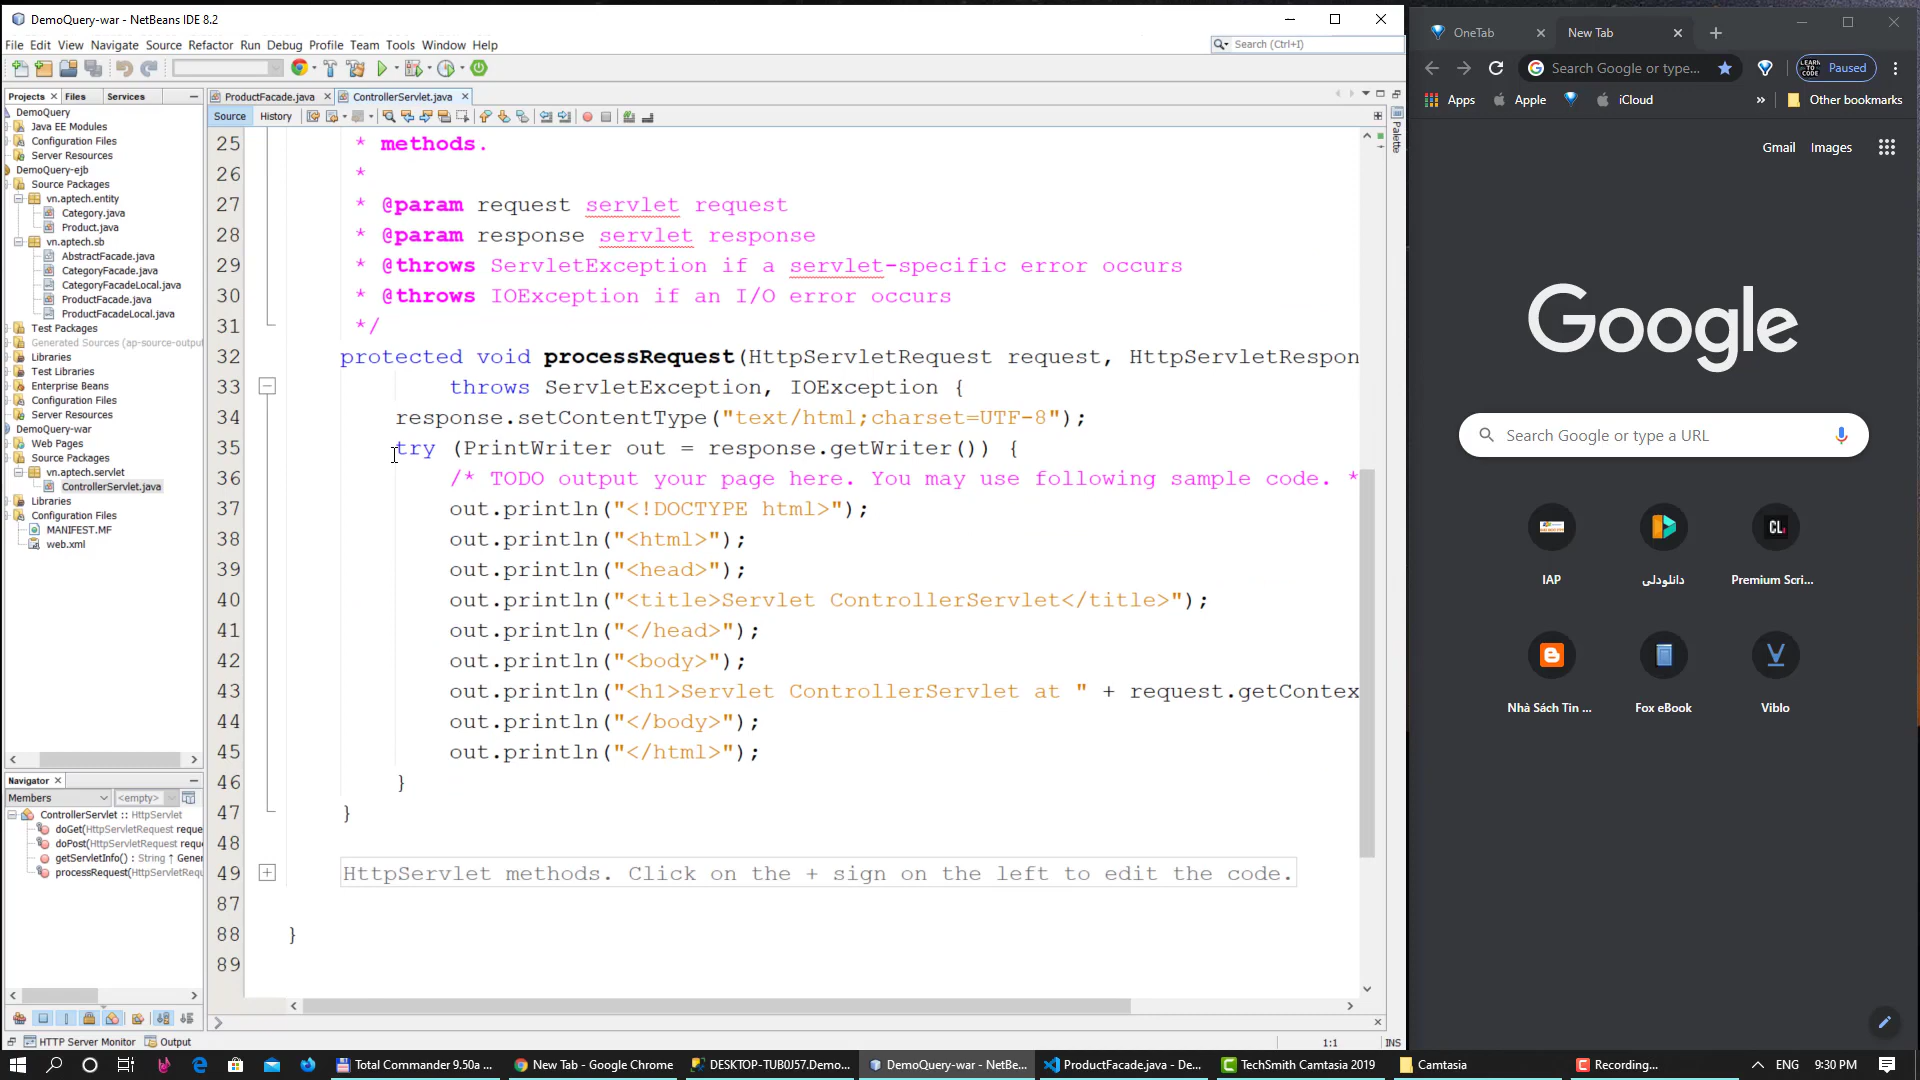 DemoQuery-war - NetBeans IDE 8.2
File Edit View Navigate Source Refactor Run Debug Profile Team Tools Window Help
Search (Ctrl+I)
Projects Files Services
DemoQuery
Java EE Modules
Configuration Files
Server Resources
DemoQuery-ejb
Source Packages
vn.aptech.entity
Category.java
Product.java
vn.aptech.sb
AbstractFacade.java
CategoryFacade.java
CategoryFacadeLocal.java
ProductFacade.java
ProductFacadeLocal.java
Test Packages
Generated Sources (ap-source-output
Libraries
Test Libraries
Enterprise Beans
Configuration Files
Server Resources
DemoQuery-war
Web Pages
Source Packages
vn.aptech.servlet
ControllerServlet.java
Libraries
Configuration Files
MANIFEST.MF
web.xml
Navigator
Members <empty>
ControllerServlet :: HttpServlet
doGet(HttpServletRequest reque
doPost(HttpServletRequest requ
getServletInfo() : String ↑ Gener
processRequest(HttpServletReq
HTTP Server Monitor Output
ProductFacade.java ControllerServlet.java
Source History
Palette
25 * methods.
26 *
27 * @param request servlet request
28 * @param response servlet response
29 * @throws ServletException if a servlet-specific error occurs
30 * @throws IOException if an I/O error occurs
31 */
32 protected void processRequest(HttpServletRequest request, HttpServletRespon
33 throws ServletException, IOException {
34 response.setContentType("text/html;charset=UTF-8");
35 try (PrintWriter out = response.getWriter()) {
36 /* TODO output your page here. You may use following sample code. *
37 out.println("<!DOCTYPE html>");
38 out.println("<html>");
39 out.println("<head>");
40 out.println("<title>Servlet ControllerServlet</title>");
41 out.println("</head>");
42 out.println("<body>");
43 out.println("<h1>Servlet ControllerServlet at " + request.getContex
44 out.println("</body>");
45 out.println("</html>");
46 }
47 }
48
49 HttpServlet methods. Click on the + sign on the left to edit the code.
87
88 }
89
1:1 INS
OneTab New Tab
Search Google or type... LEARN TO CODE Paused
Apps Apple iCloud » Other bookmarks
Gmail Images
Google
Search Google or type a URL
CL.
IAP دانلودلی Premium Scri...
Nhà Sách Tin ... Fox eBook Viblo
Total Commander 9.50a ... New Tab - Google Chrome DESKTOP-TUB0J57.Demo... DemoQuery-war - NetBe... ProductFacade.java - De... TechSmith Camtasia 2019 Camtasia Recording... ENG 9:30 PM